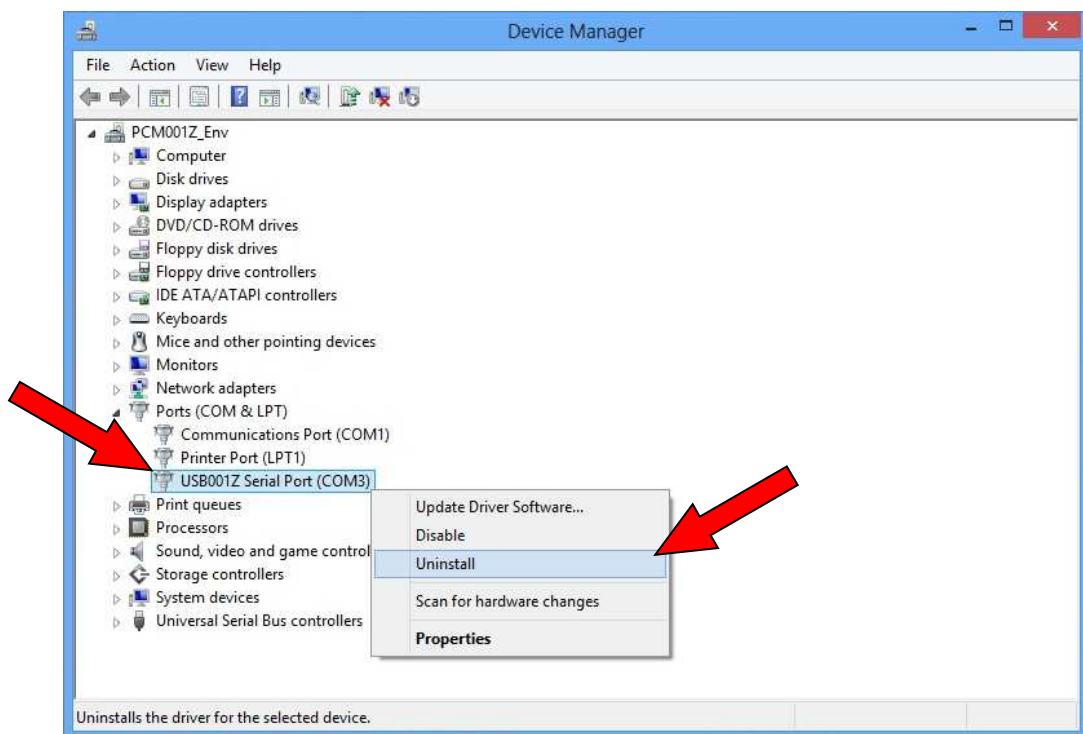 Device Manager
File Action View Help
PCM001Z_Env
Computer
Disk drives
Display adapters
DVD/CD-ROM drives
Floppy disk drives
Floppy drive controllers
IDE ATA/ATAPI controllers
Keyboards
Mice and other pointing devices
Monitors
Network adapters
Ports (COM & LPT)
Communications Port (COM1)
Printer Port (LPT1)
USB001Z Serial Port (COM3)
Print queues
Processors
Sound, video and game control
Storage controllers
System devices
Universal Serial Bus controllers
Update Driver Software...
Disable
Uninstall
Scan for hardware changes
Properties
Uninstalls the driver for the selected device.